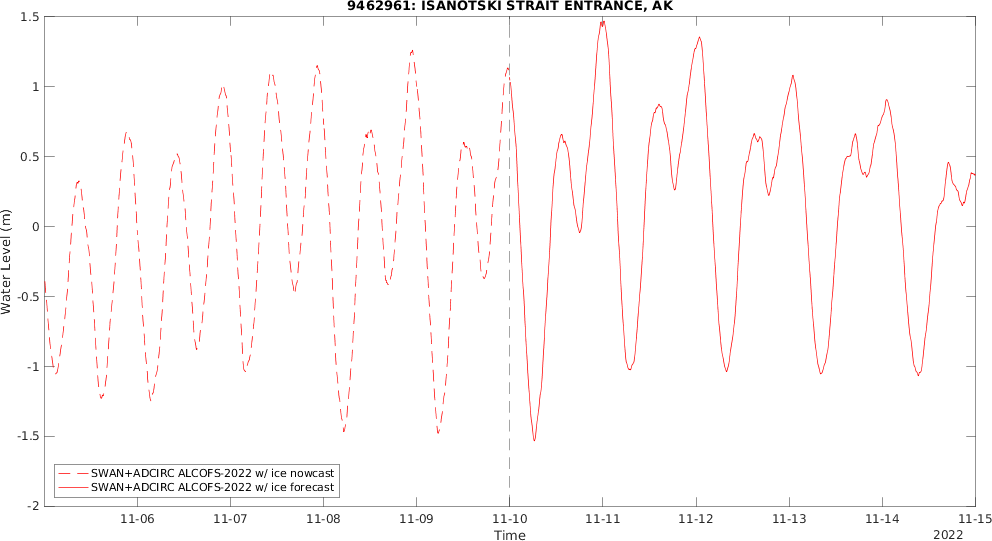 9462961: ISANOTSKI STRAIT ENTRANCE, AK
1.5
1
0.5
0
-0.5
-1
-1.5
-2
Water Level (m)
SWAN+ADCIRC ALCOFS-2022 w/ ice nowcast
SWAN+ADCIRC ALCOFS-2022 w/ ice forecast
11-06 11-07 11-08 11-09 11-10 11-11 11-12 11-13 11-14 11-15
Time
2022